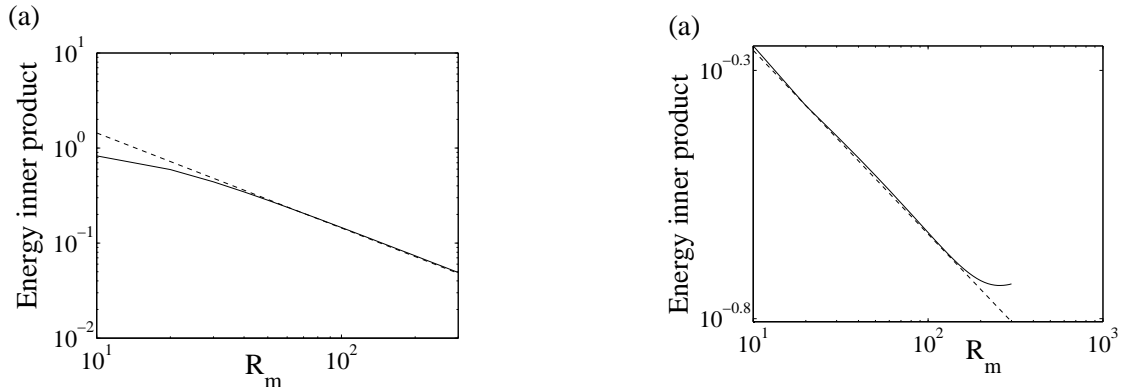 (a)
10^1
10^0
10^-1
10^-2
Energy inner product
10^1
10^2
R_m
(a)
10^-0.3
10^-0.8
Energy inner product
10^1
10^2
10^3
R_m